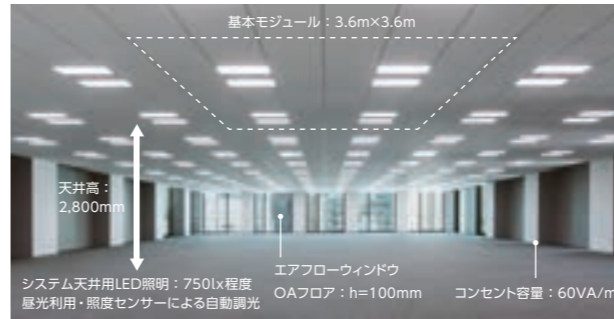 基本モジュール：3.6m×3.6m
天井高：
2,800mm
システム天井用LED照明：750lx程度
昼光利用・照度センサーによる自動調光
エアフローウィンドウ
OAフロア：h=100mm
コンセント容量：60VA/m